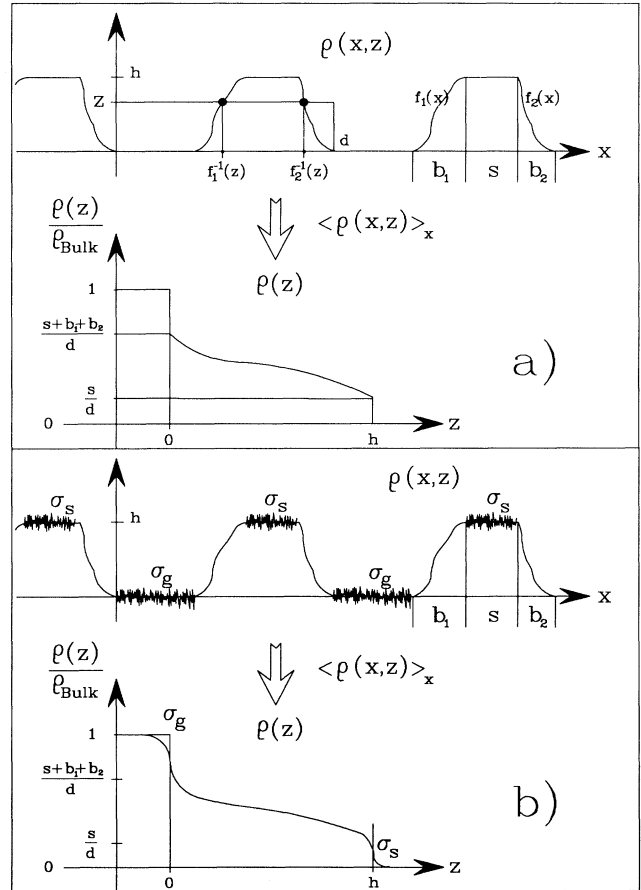 ρ(x,z)
h
z
d
f₁(x)
f₂(x)
x
f₁⁻¹(z)
f₂⁻¹(z)
b₁
s
b₂
ρ(z)/ρ_Bulk
<ρ(x,z)>ₓ
ρ(z)
1
(s+b₁+b₂)/d
s/d
0
0
h
z
a)
ρ(x,z)
σ_s
σ_s
σ_s
h
σ_g
σ_g
x
b₁
s
b₂
ρ(z)/ρ_Bulk
<ρ(x,z)>ₓ
ρ(z)
σ_g
1
(s+b₁+b₂)/d
s/d
σ_s
0
0
h
z
b)